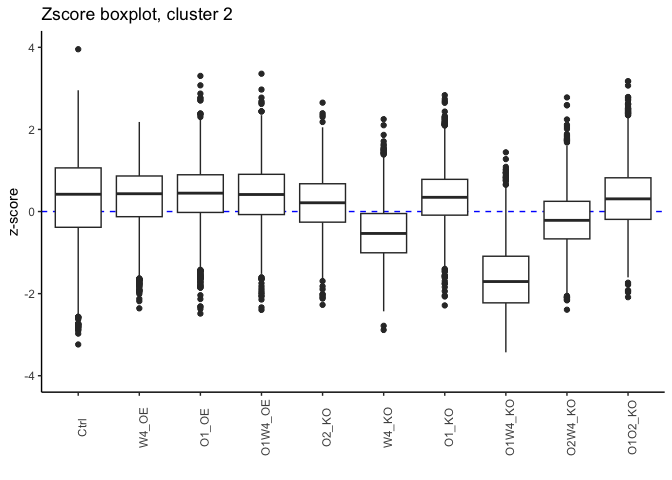 Zscore boxplot, cluster 2
z-score
4
2
0
-2
-4
Ctrl
W4_OE
O1_OE
O1W4_OE
O2_KO
W4_KO
O1_KO
O1W4_KO
O2W4_KO
O1O2_KO